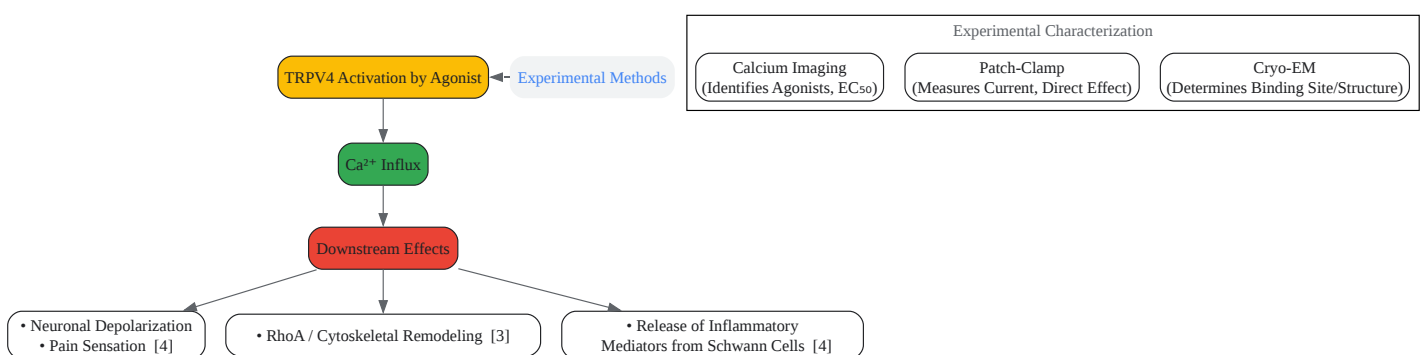 Experimental Characterization
TRPV4 Activation by Agonist
Experimental Methods
Calcium Imaging
(Identifies Agonists, EC₅₀)
Patch-Clamp
(Measures Current, Direct Effect)
Cryo-EM
(Determines Binding Site/Structure)
Ca²⁺ Influx
Downstream Effects
• Neuronal Depolarization
• Pain Sensation [4]
• RhoA / Cytoskeletal Remodeling [3]
• Release of Inflammatory
Mediators from Schwann Cells [4]